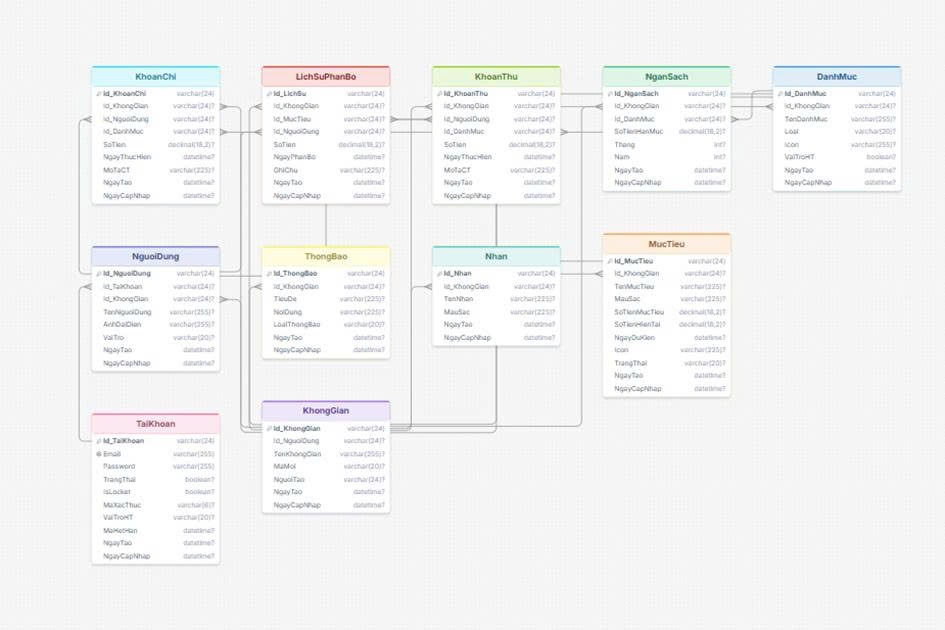 KhoanChi
Id_KhoanChi varchar(24)
Id_KhongGian varchar(24)?
Id_NguoiDung varchar(24)?
Id_DanhMuc varchar(24)?
SoTien decimal(18,2)?
NgayThucHien datetime?
MoTaCT varchar(225)?
NgayTao datetime?
NgayCapNhap datetime?
LichSuPhanBo
Id_LichSu varchar(24)
Id_KhongGian varchar(24)?
Id_MucTieu varchar(24)?
Id_NguoiDung varchar(24)?
SoTien decimal(18,2)?
NgayPhanBo datetime?
GhiChu varchar(225)?
NgayTao datetime?
NgayCapNhap datetime?
KhoanThu
Id_KhoanThu varchar(24)
Id_KhongGian varchar(24)?
Id_NguoiDung varchar(24)?
Id_DanhMuc varchar(24)?
SoTien decimal(18,2)?
NgayThucHien datetime?
MoTaCT varchar(225)?
NgayTao datetime?
NgayCapNhap datetime?
NganSach
Id_NganSach varchar(24)
Id_KhongGian varchar(24)?
Id_DanhMuc varchar(24)?
SoTienHanMuc decimal(18,2)?
Thang int?
Nam int?
NgayTao datetime?
NgayCapNhap datetime?
DanhMuc
Id_DanhMuc varchar(24)
Id_KhongGian varchar(24)?
TenDanhMuc varchar(255)?
Loai varchar(20)?
Icon varchar(255)?
VaiTroHT boolean?
NgayTao datetime?
NgayCapNhap datetime?
NguoiDung
Id_NguoiDung varchar(24)
Id_TaiKhoan varchar(24)?
Id_KhongGian varchar(24)?
TenNguoiDung varchar(255)?
AnhDaiDien varchar(255)?
VaiTro varchar(20)?
NgayTao datetime?
NgayCapNhap datetime?
ThongBao
Id_ThongBao varchar(24)
Id_KhongGian varchar(24)?
TieuDe varchar(225)?
NoiDung varchar(225)?
LoaiThongBao varchar(20)?
NgayTao datetime?
NgayCapNhap datetime?
Nhan
Id_Nhan varchar(24)
Id_KhongGian varchar(24)?
TenNhan varchar(225)?
MauSac varchar(225)?
NgayTao datetime?
NgayCapNhap datetime?
MucTieu
Id_MucTieu varchar(24)
Id_KhongGian varchar(24)?
TenMucTieu varchar(225)?
MauSac varchar(225)?
SoTienMucTieu decimal(18,2)?
SoTienHienTai decimal(18,2)?
NgayDuKien datetime?
Icon varchar(225)?
TrangThai varchar(20)?
NgayTao datetime?
NgayCapNhap datetime?
TaiKhoan
Id_TaiKhoan varchar(24)
Email varchar(255)
Password varchar(255)
TrangThai boolean?
IsLocket boolean?
MaXacThuc varchar(6)?
VaiTroHT varchar(20)?
MaHetHan datetime?
NgayTao datetime?
NgayCapNhap datetime?
KhongGian
Id_KhongGian varchar(24)
Id_NguoiDung varchar(24)?
TenKhongGian varchar(255)?
MaMoi varchar(20)?
NguoiTao varchar(24)?
NgayTao datetime?
NgayCapNhap datetime?